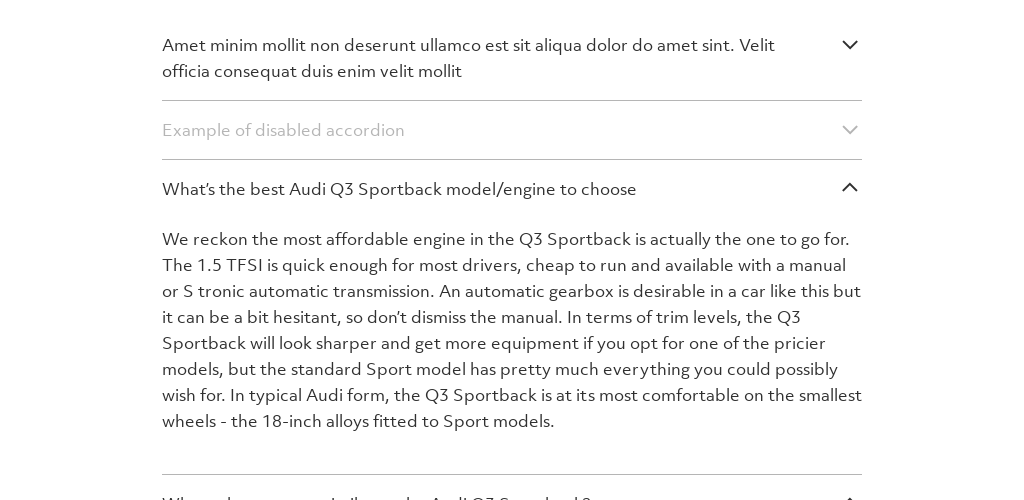 Amet minim mollit non deserunt ullamco est sit aliqua dolor do amet sint. Velit
officia consequat duis enim velit mollit
Example of disabled accordion
What's the best Audi Q3 Sportback model/engine to choose
We reckon the most affordable engine in the Q3 Sportback is actually the one to go for.
The 1.5 TFSI is quick enough for most drivers, cheap to run and available with a manual
or S tronic automatic transmission. An automatic gearbox is desirable in a car like this but
it can be a bit hesitant, so don't dismiss the manual. In terms of trim levels, the Q3
Sportback will look sharper and get more equipment if you opt for one of the pricier
models, but the standard Sport model has pretty much everything you could possibly
wish for. In typical Audi form, the Q3 Sportback is at its most comfortable on the smallest
wheels - the 18-inch alloys fitted to Sport models.